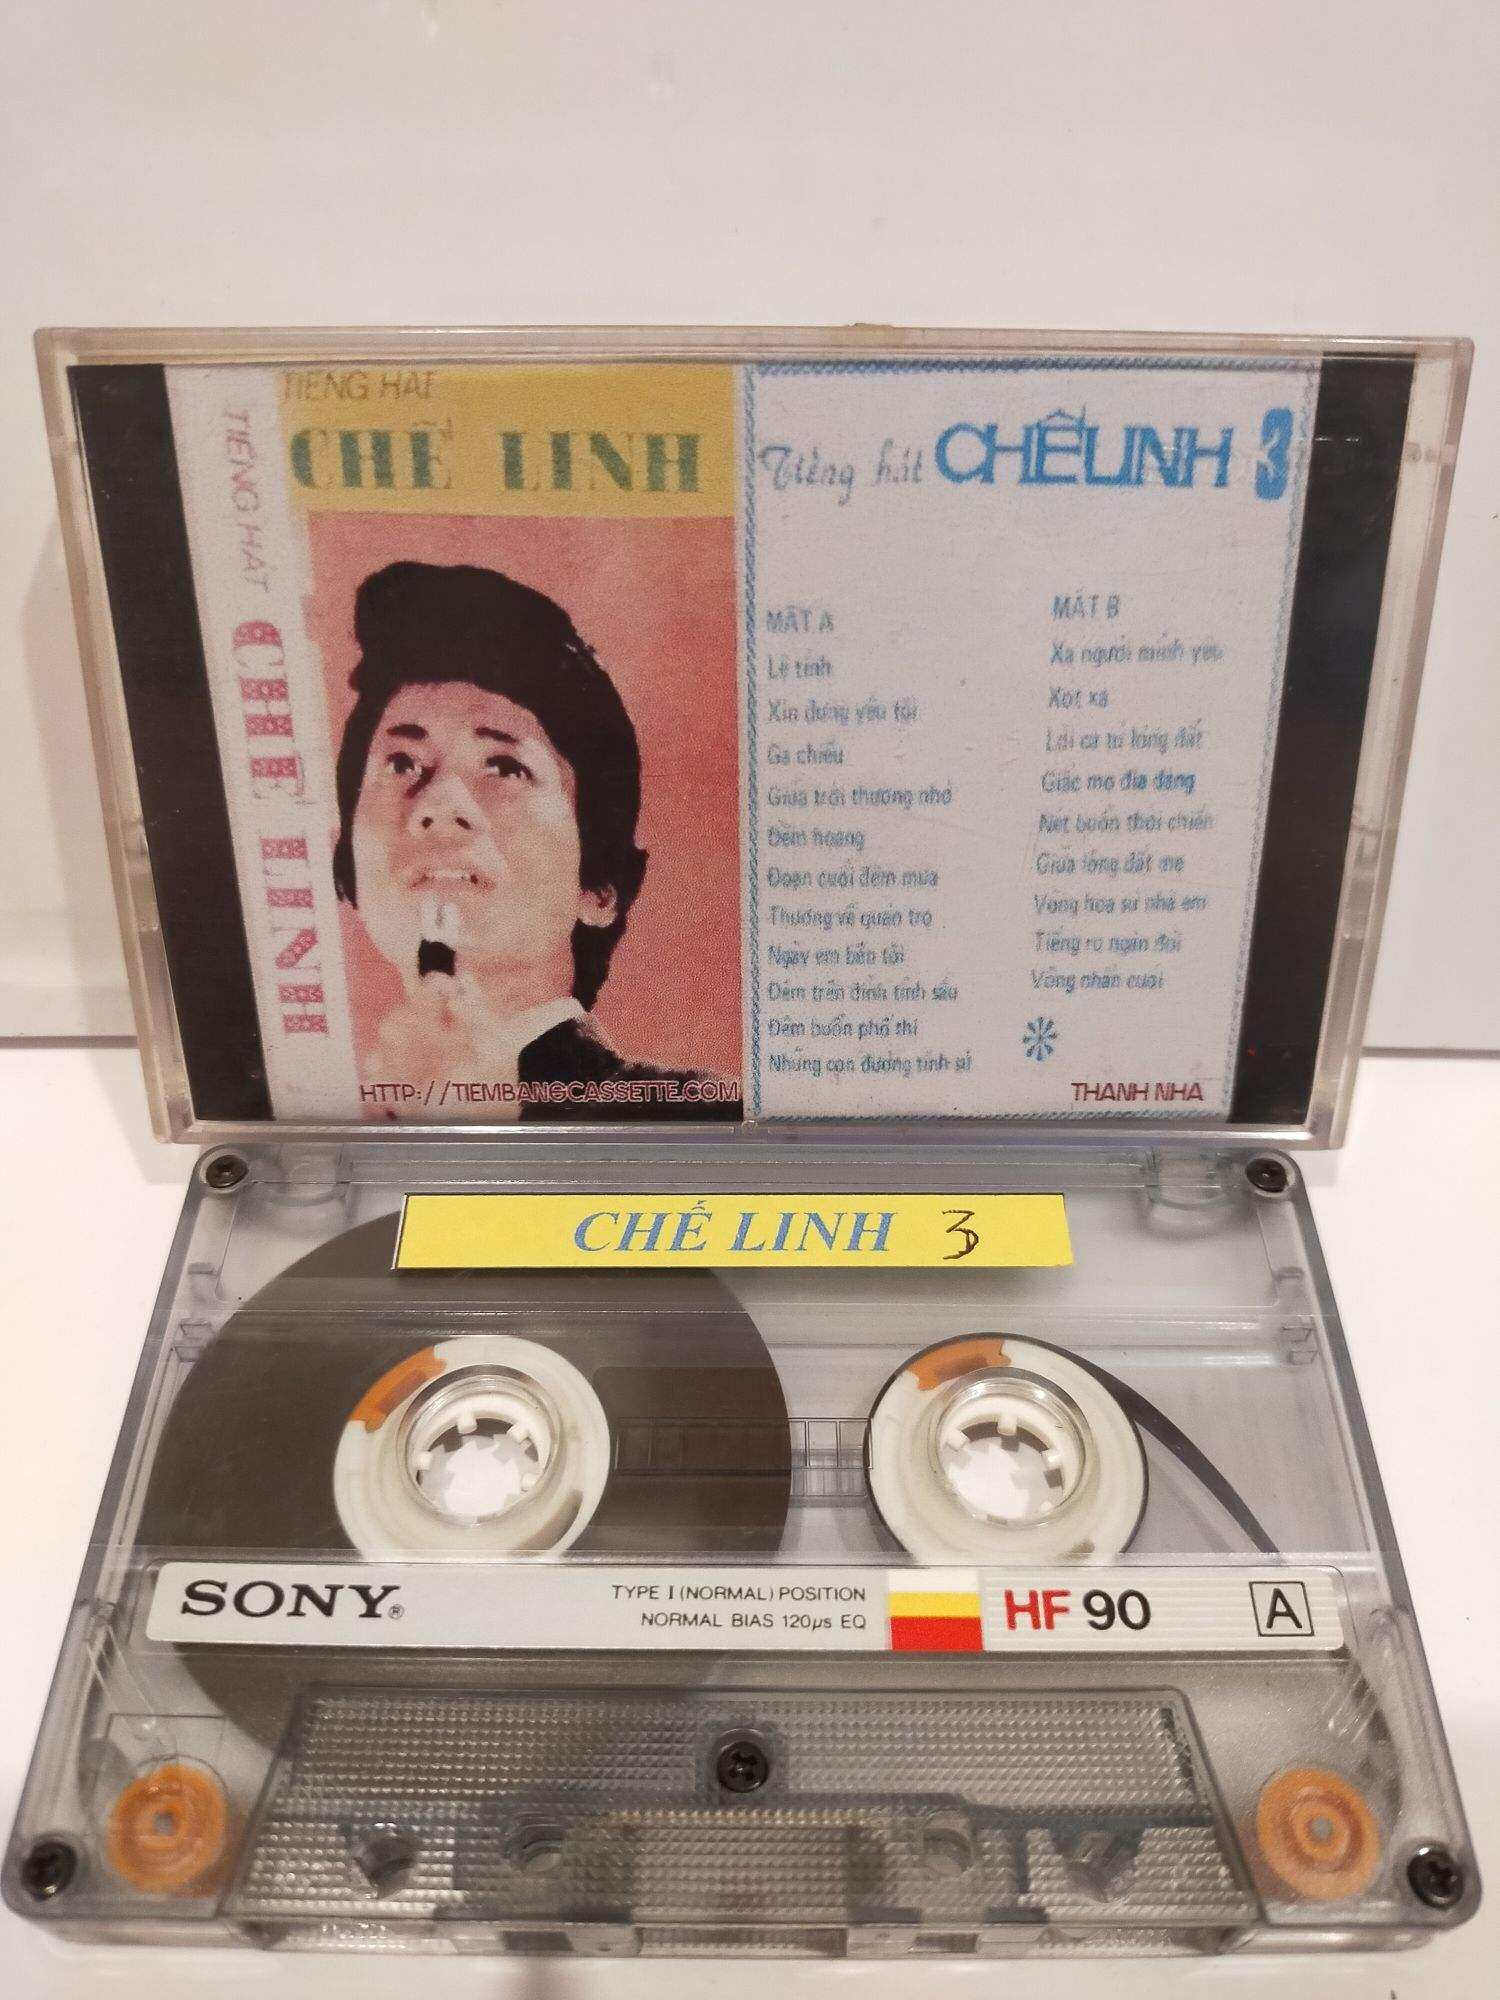 TIẾNG HÁT
CHẾ LINH
TIẾNG HÁT CHẾ LINH
HTTP://TIEMBANGCASSETTE.COM
Tiếng hát CHẾ LINH 3
MẶT A
Lệ tình
Xin đừng yêu tôi
Ga chiều
Giữa trời thương nhớ
Đêm hoang
Đoạn cuối đêm mưa
Thương về quán trọ
Ngày em bên tôi
Đêm trên đỉnh tình sầu
Đêm buồn phố thị
Những con đường tình sử
MẶT B
Xa người mình yêu
Xót xa
Lời ca từ lòng đất
Giấc mơ địa đàng
Nét buồn thời chiến
Giữa lòng đất mẹ
Vòng hoa sứ nhà em
Tiếng ru ngàn đời
Vòng nhẫn cưới
THANH NHA
CHẾ LINH 3
SONY®
TYPE I (NORMAL) POSITION
NORMAL BIAS 120µs EQ
HF 90
A